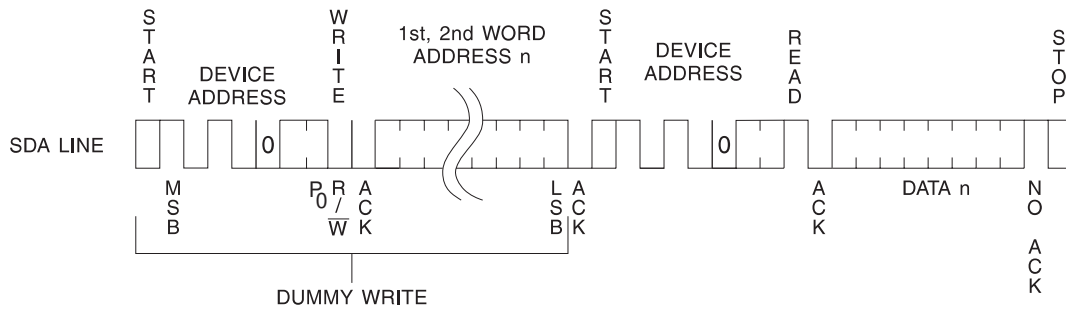 START
DEVICE
ADDRESS
WRITE
1st, 2nd WORD
ADDRESS n
START
DEVICE
ADDRESS
READ
STOP
SDA LINE
0
0
MSB
P0
R/W
ACK
LSB
ACK
ACK
DATA n
NO ACK
DUMMY WRITE